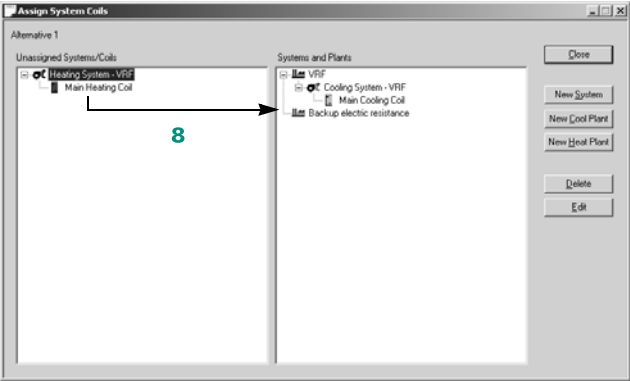 Assign System Coils
Alternative 1
Unassigned Systems/Coils
Heating System - VRF
Main Heating Coil
8
Systems and Plants
VRF
Cooling System - VRF
Main Cooling Coil
Backup electric resistance
Close
New System
New Cool Plant
New Heat Plant
Delete
Edit